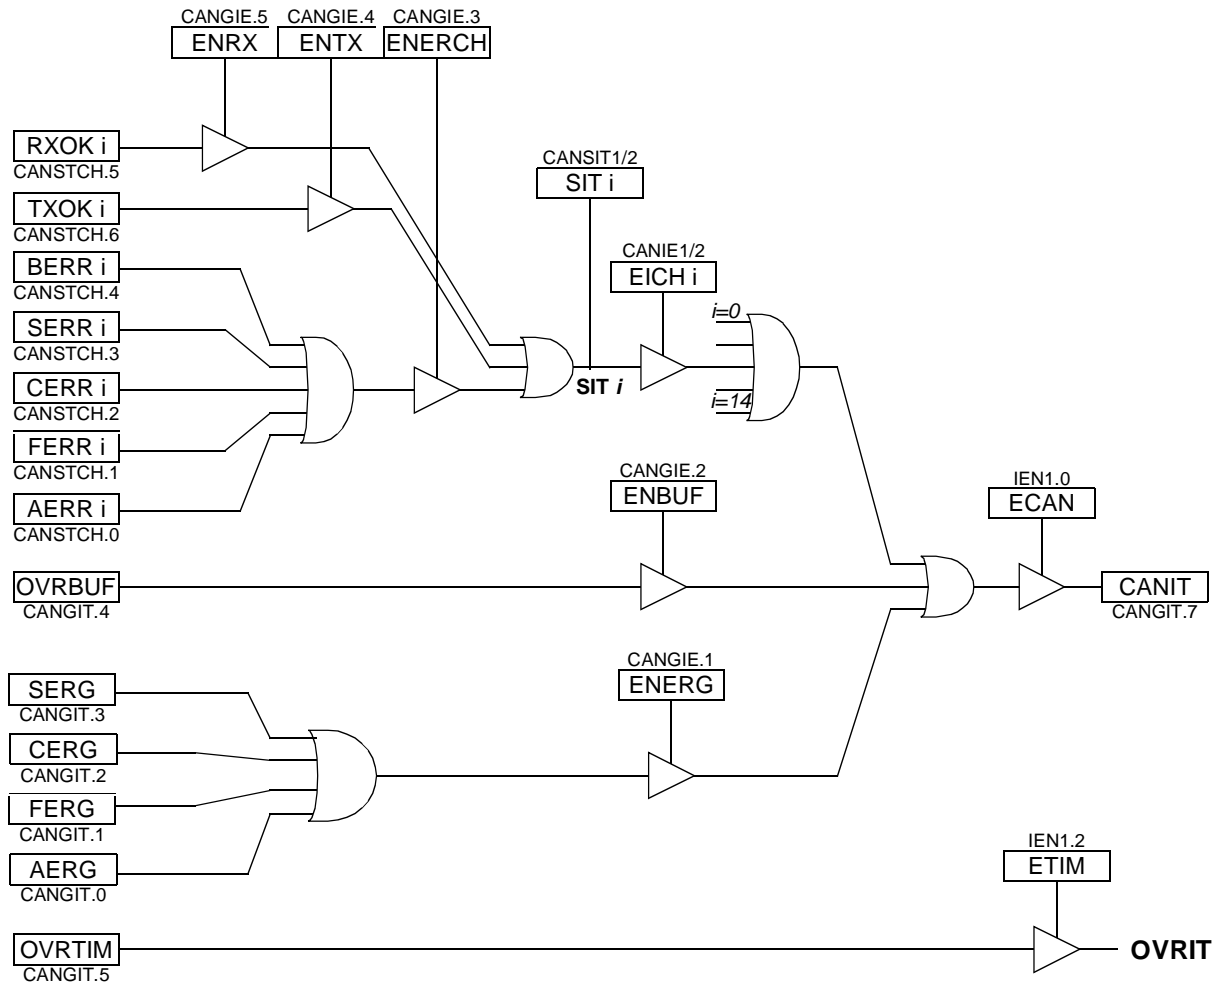 CANGIE.5 CANGIE.4 CANGIE.3
ENRX ENTX ENERCH
RXOK i
CANSTCH.5
CANSIT1/2
SIT i
TXOK i
CANSTCH.6
CANIE1/2
EICH i
BERR i
CANSTCH.4
i=0
SERR i
CANSTCH.3
SIT i
CERR i
CANSTCH.2
i=14
FERR i
CANSTCH.1
CANGIE.2
ENBUF
IEN1.0
ECAN
AERR i
CANSTCH.0
OVRBUF
CANGIT.4
CANIT
CANGIT.7
CANGIE.1
ENERG
SERG
CANGIT.3
CERG
CANGIT.2
FERG
CANGIT.1
IEN1.2
ETIM
AERG
CANGIT.0
OVRTIM
CANGIT.5
OVRIT